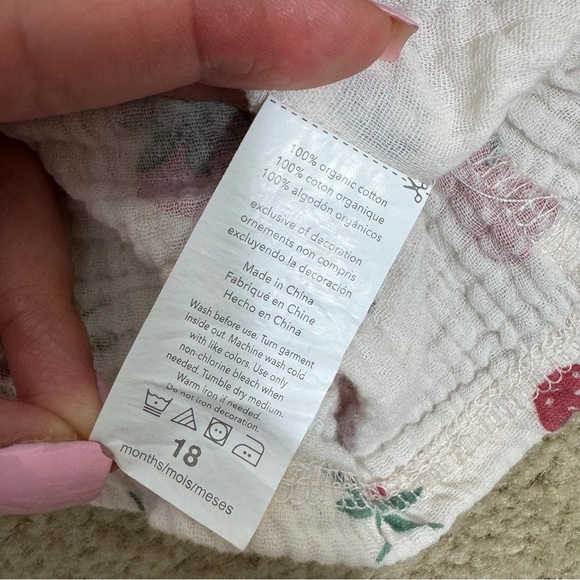 100% organic cotton
100% coton organique
100% algodón orgánicos
exclusive of decoration
ornements non compris
excluyendo la decoración
Made in China
Fabriqué en Chine
Hecho en China
Wash before use. Turn garment
inside out. Machine wash cold
with like colors. Use only
non-chlorine bleach when
needed. Tumble dry medium.
Warm iron if needed.
Do not iron decoration.
18
months/mois/meses